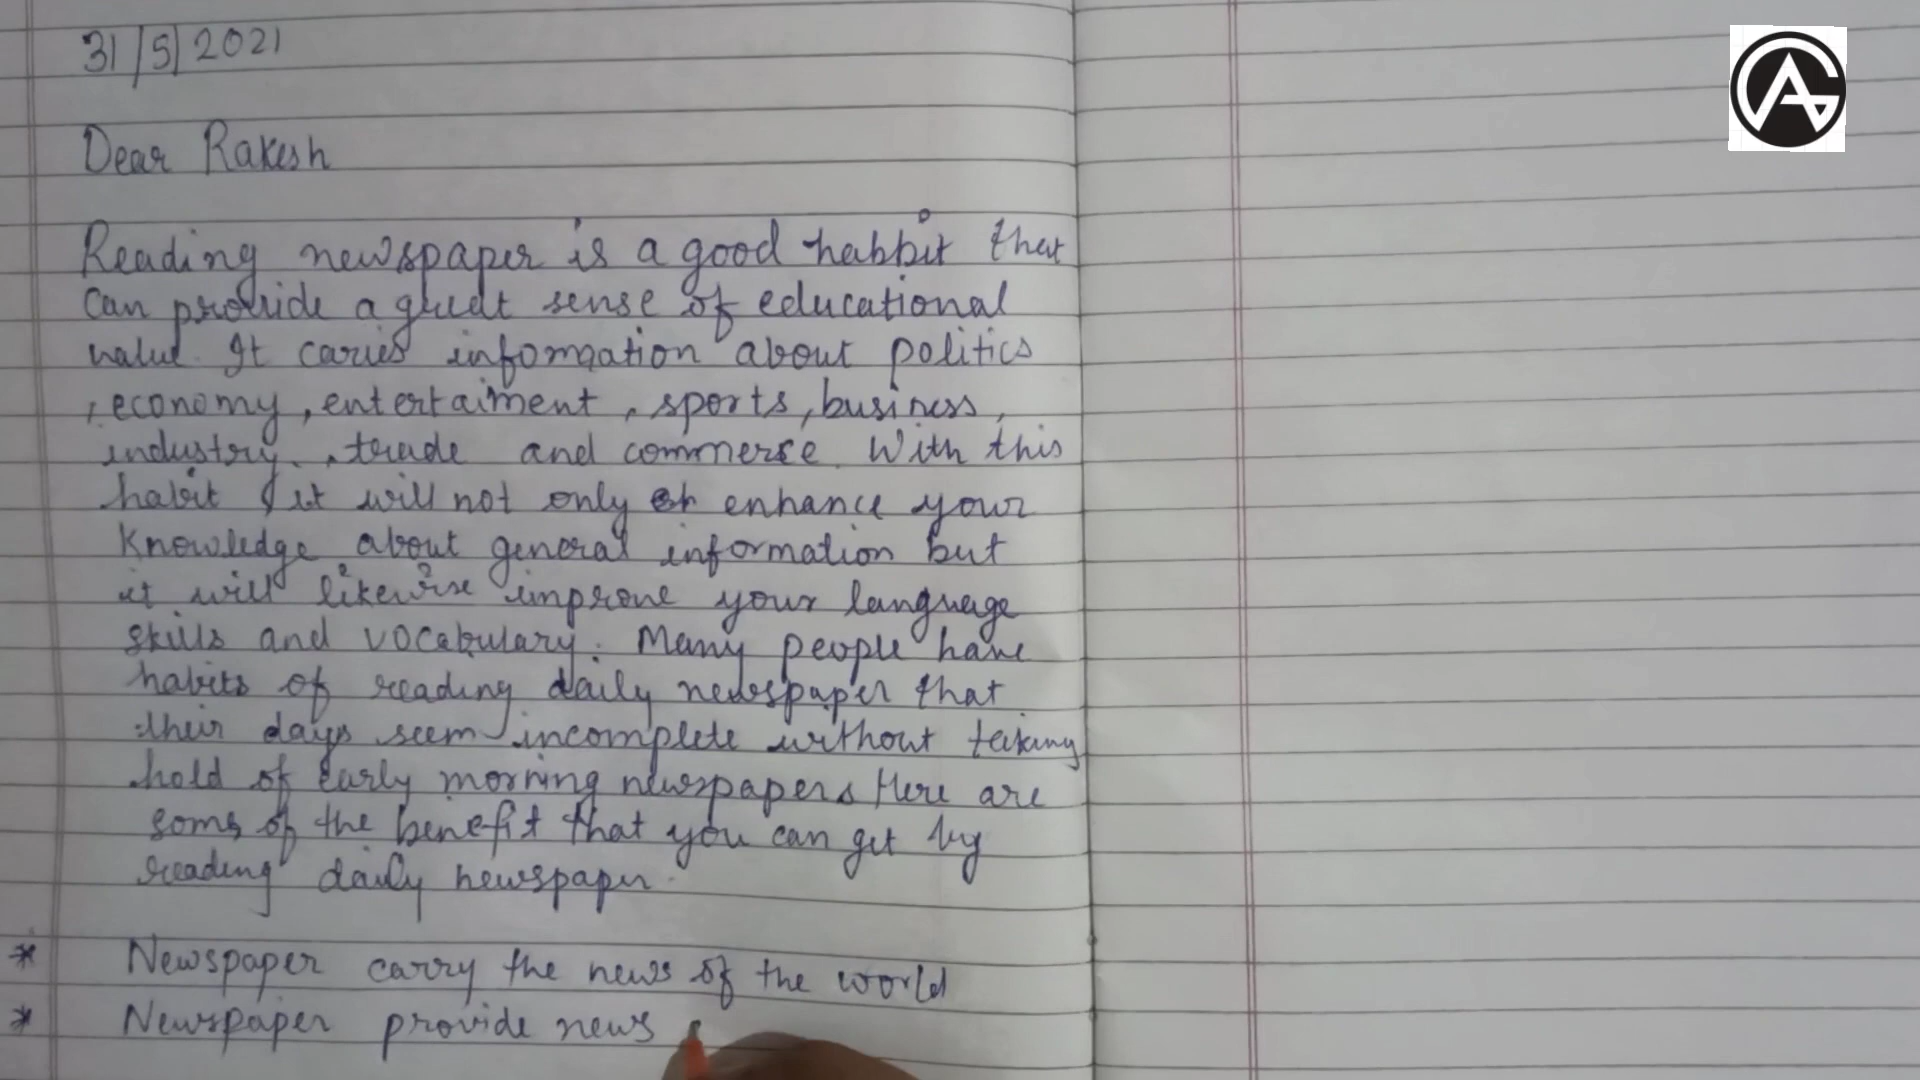 31/5/2021
Dear Rakesh
Reading newspaper is a good habbit that
can provide a great sense of educational
value. It caries infomation about politics
, economy, entertaiment, sports, business,
industry, trade and commerce. With this
habit it will not only enhance your
knowledge about general information but
it will likewise improve your language
skills and vocabulary. Many people have
habits of reading daily newspaper that
their days seem incomplete without taking
hold of early morning newspapers Here are
some of the benefit that you can get by
reading daily newspaper.
* Newspaper carry the news of the world
* Newspaper provide news